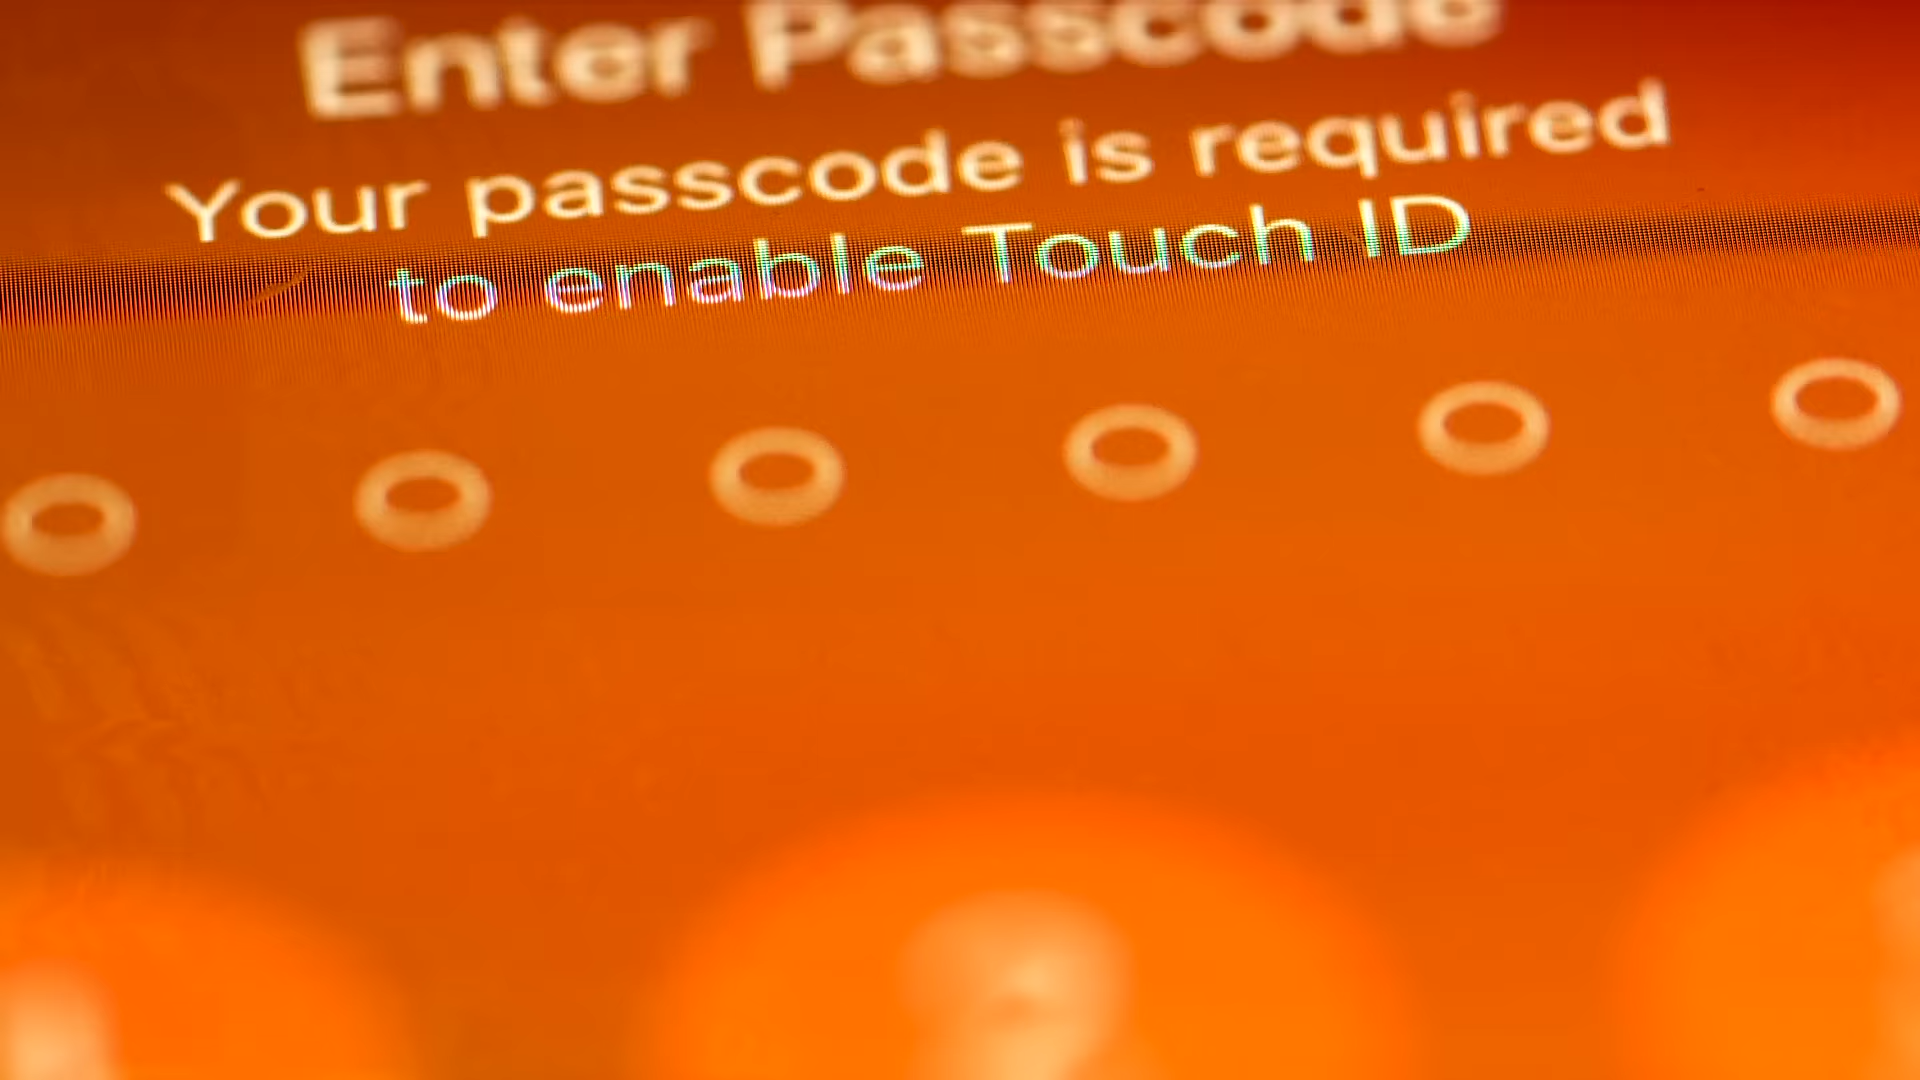 Enter Passcode
Your passcode is required
to enable Touch ID